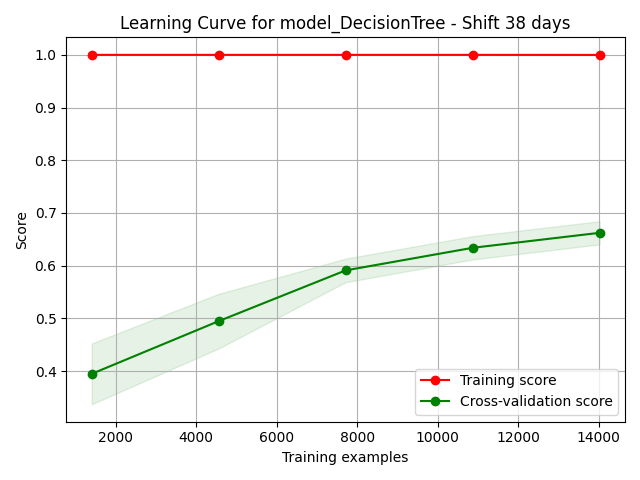 Learning Curve for model_DecisionTree - Shift 38 days
1.0
0.9
0.8
0.7
0.6
0.5
0.4
Score
2000 4000 6000 8000 10000 12000 14000
Training examples
Training score
Cross-validation score